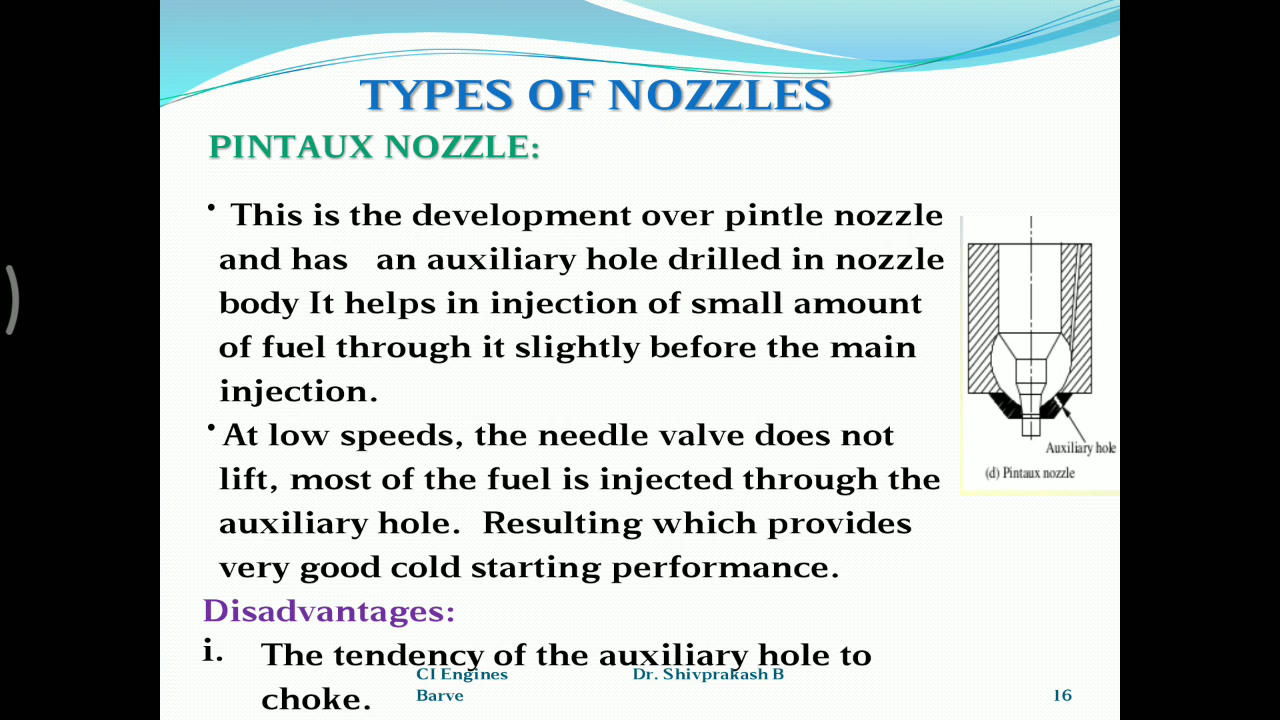 TYPES OF NOZZLES
PINTAUX NOZZLE:
• This is the development over pintle nozzle
and has an auxiliary hole drilled in nozzle
body It helps in injection of small amount
of fuel through it slightly before the main
injection.
• At low speeds, the needle valve does not
lift, most of the fuel is injected through the
auxiliary hole. Resulting which provides
very good cold starting performance.
Auxiliary hole
(d) Pintaux nozzle
Disadvantages:
i. The tendency of the auxiliary hole to
choke.
CI Engines Dr. Shivprakash B
Barve
16